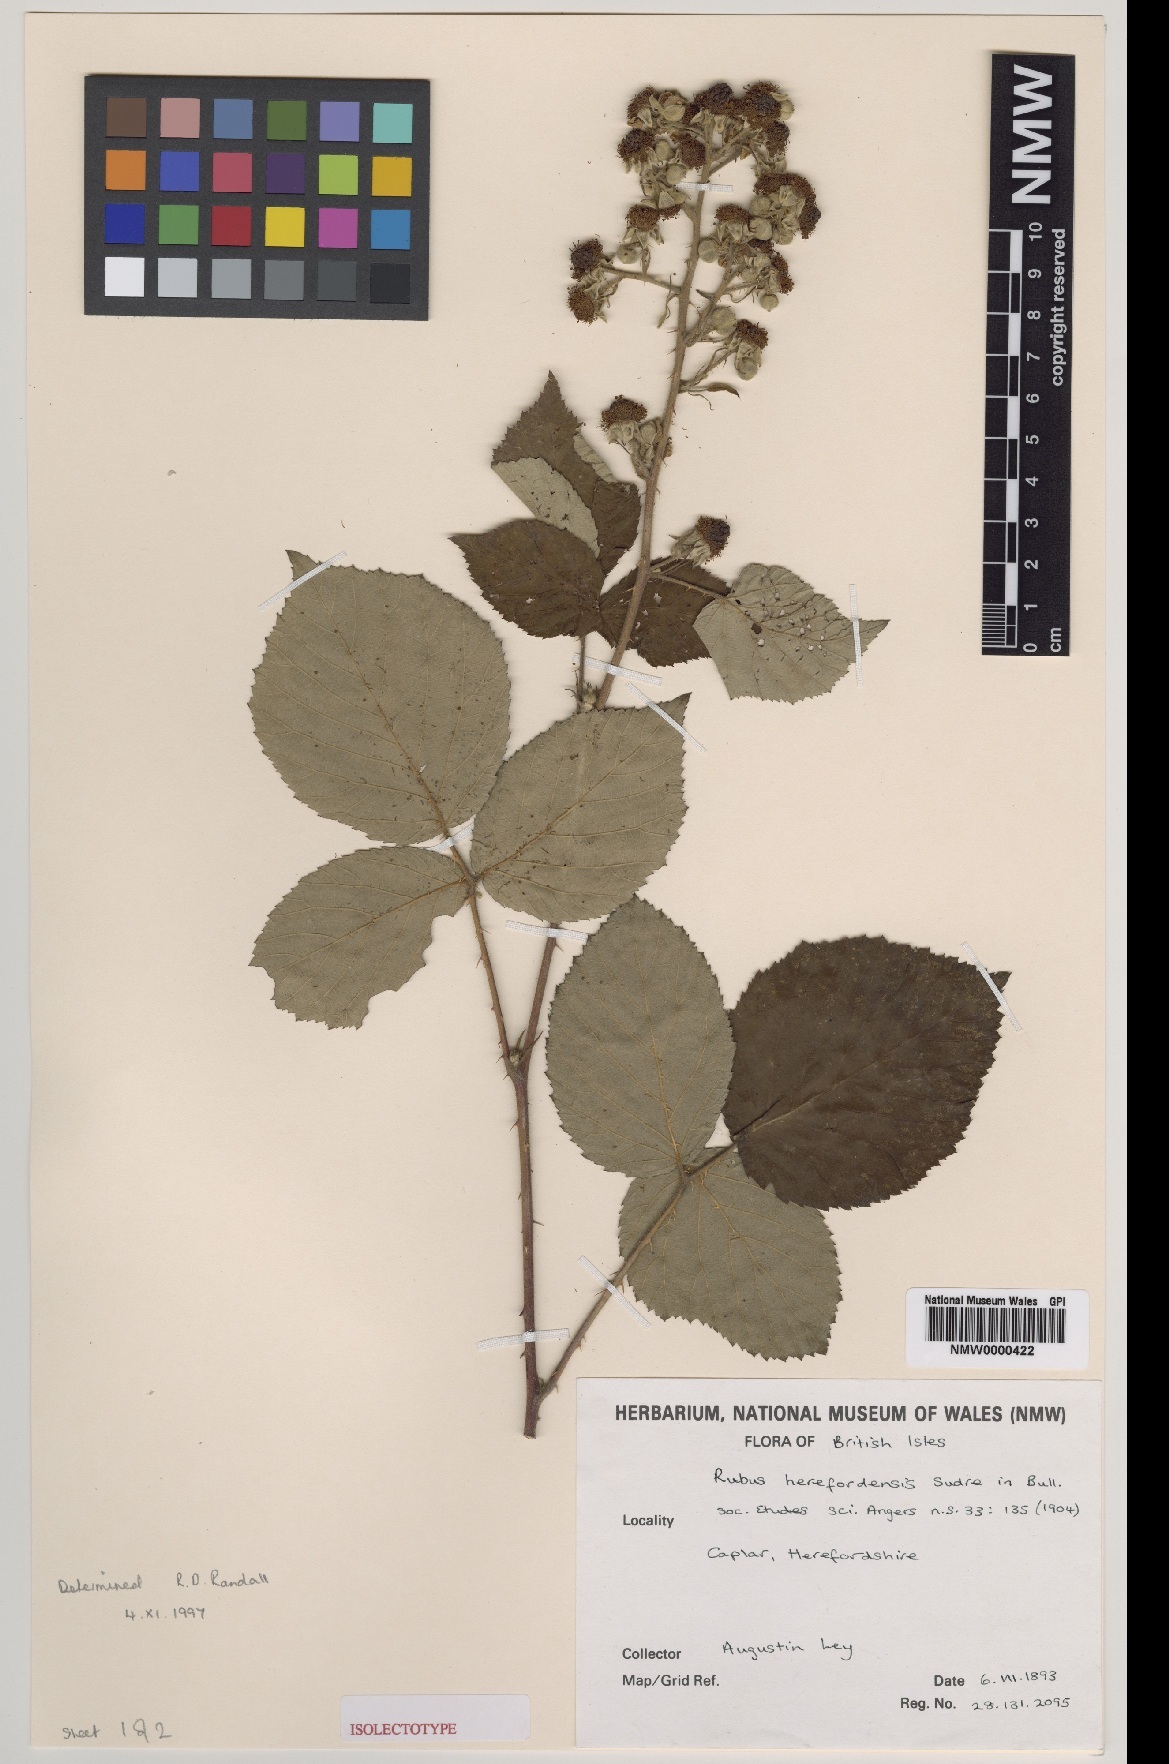 NMW
10
9
8
7
6
5
4
3
2
1
0
cm
copyright reserved
National Museum Wales GPI
NMW0000422
HERBARIUM, NATIONAL MUSEUM OF WALES (NMW)
FLORA OF British Isles
Rubus herefordensis Sudre in Bull.
Soc. Etudes Sci. Angers n.s. 33: 135 (1904)
Locality
Caplar, Herefordshire
Collector Augustin Ley
Map/Grid Ref.
Date 6.VII.1893
Reg. No. 28.131.2095
Determined R.D. Randall
4.XI.1997
Sheet 1 & 2
ISOLECTOTYPE